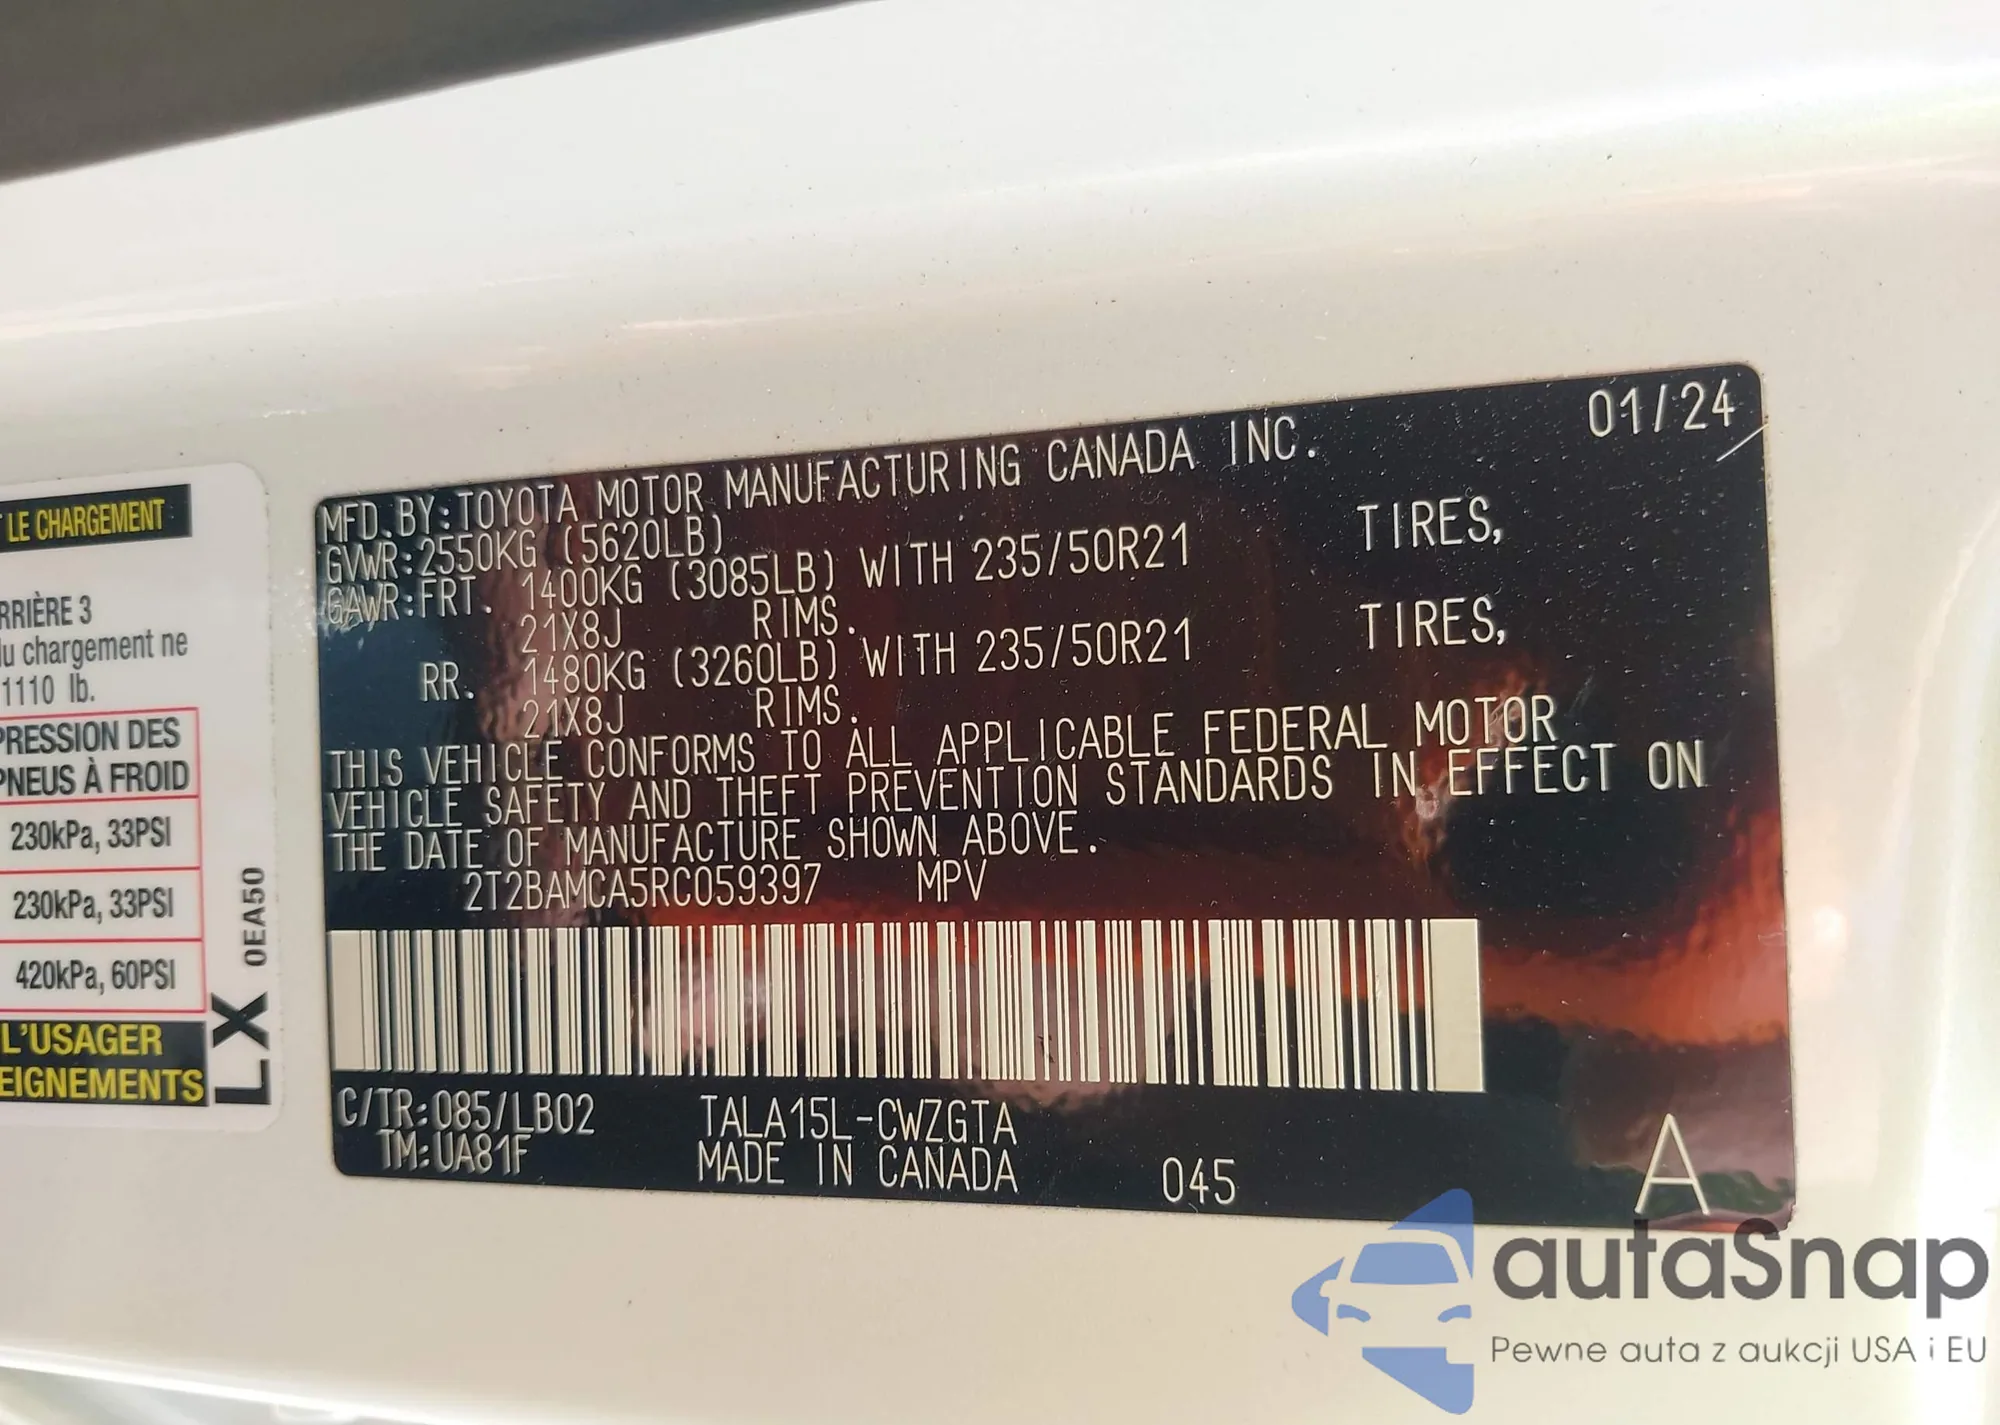 LE CHARGEMENT
RRIÈRE 3
du chargement ne
1110 lb.
PRESSION DES
PNEUS À FROID
230kPa, 33PSI
230kPa, 33PSI
420kPa, 60PSI
L'USAGER
EIGNEMENTS
LX 0EA50
01/24
MFD.BY:TOYOTA MOTOR MANUFACTURING CANADA INC.
GVWR:2550KG (5620LB)
GAWR:FRT. 1400KG (3085LB) WITH 235/50R21 TIRES,
21X8J RIMS.
RR. 1480KG (3260LB) WITH 235/50R21 TIRES,
21X8J RIMS.
THIS VEHICLE CONFORMS TO ALL APPLICABLE FEDERAL MOTOR
VEHICLE SAFETY AND THEFT PREVENTION STANDARDS IN EFFECT ON
THE DATE OF MANUFACTURE SHOWN ABOVE.
2T2BAMCA5RC059397 MPV
C/TR:085/LB02 TALA15L-CWZGTA
TM:UA81F MADE IN CANADA 045 A
autaSnap
Pewne auta z aukcji USA i EU